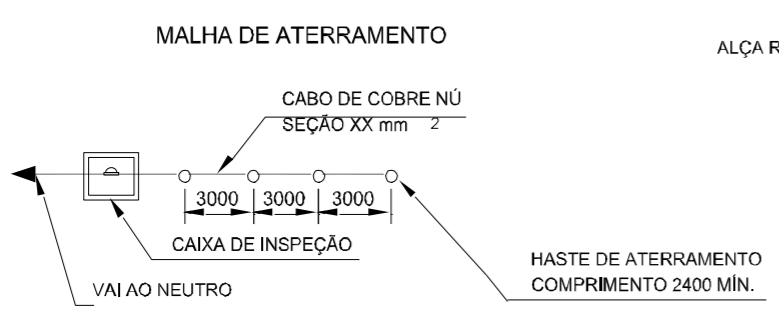 MALHA DE ATERRAMENTO
ALÇA R
CABO DE COBRE NÚ
SEÇÃO XX mm 2
3000 3000 3000
CAIXA DE INSPEÇÃO
HASTE DE ATERRAMENTO
COMPRIMENTO 2400 MÍN.
VAI AO NEUTRO